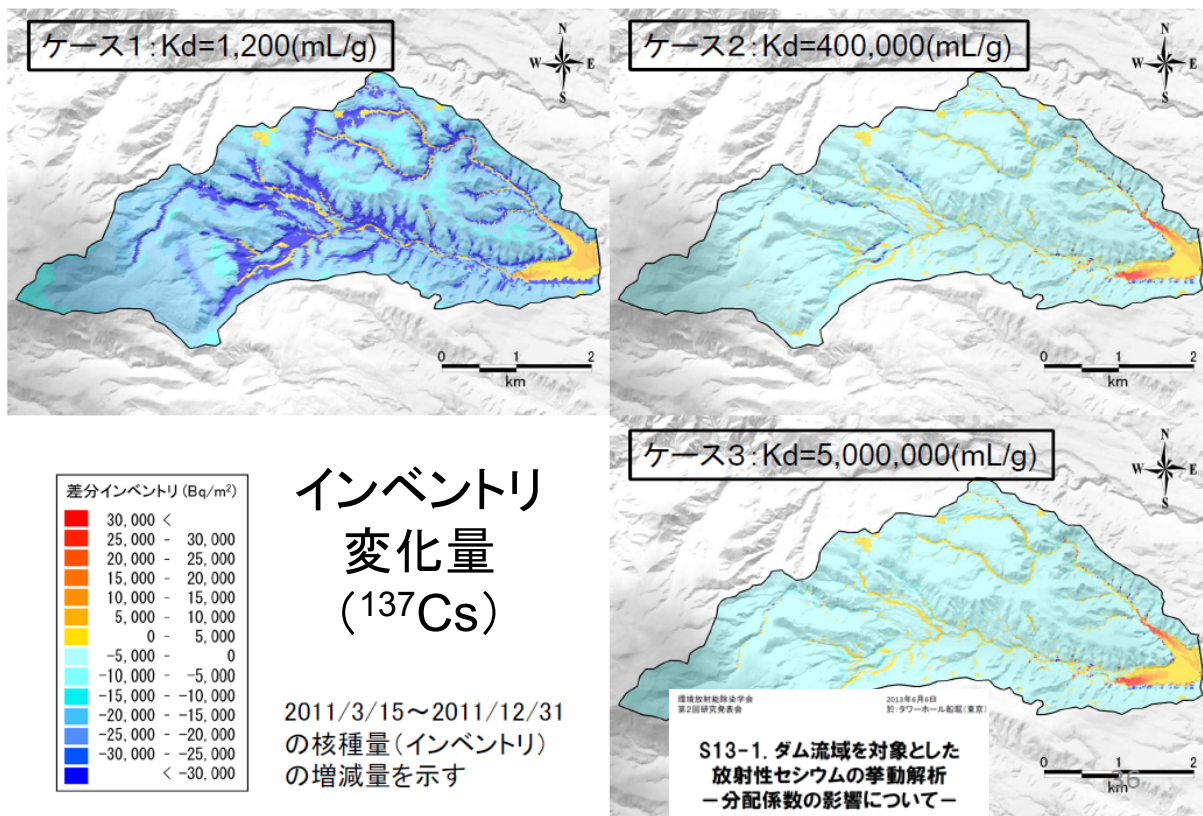 ケース1：Kd=1,200(mL/g)
N
W
E
S
0 1 2
km
ケース2：Kd=400,000(mL/g)
N
W
E
S
0 1 2
km
差分インベントリ(Bq/m²)
30,000 <
25,000 - 30,000
20,000 - 25,000
15,000 - 20,000
10,000 - 15,000
5,000 - 10,000
0 - 5,000
-5,000 - 0
-10,000 - -5,000
-15,000 - -10,000
-20,000 - -15,000
-25,000 - -20,000
-30,000 - -25,000
< -30,000
インベントリ
変化量
(¹³⁷Cs)
2011/3/15～2011/12/31
の核種量(インベントリ)
の増減量を示す
ケース3：Kd=5,000,000(mL/g)
N
W
E
S
0 1 2
km
36
環境放射能除染学会
第2回研究発表会
2013年6月6日
於:タワーホール船堀(東京)
S13-1. ダム流域を対象とした
放射性セシウムの挙動解析
－分配係数の影響について－